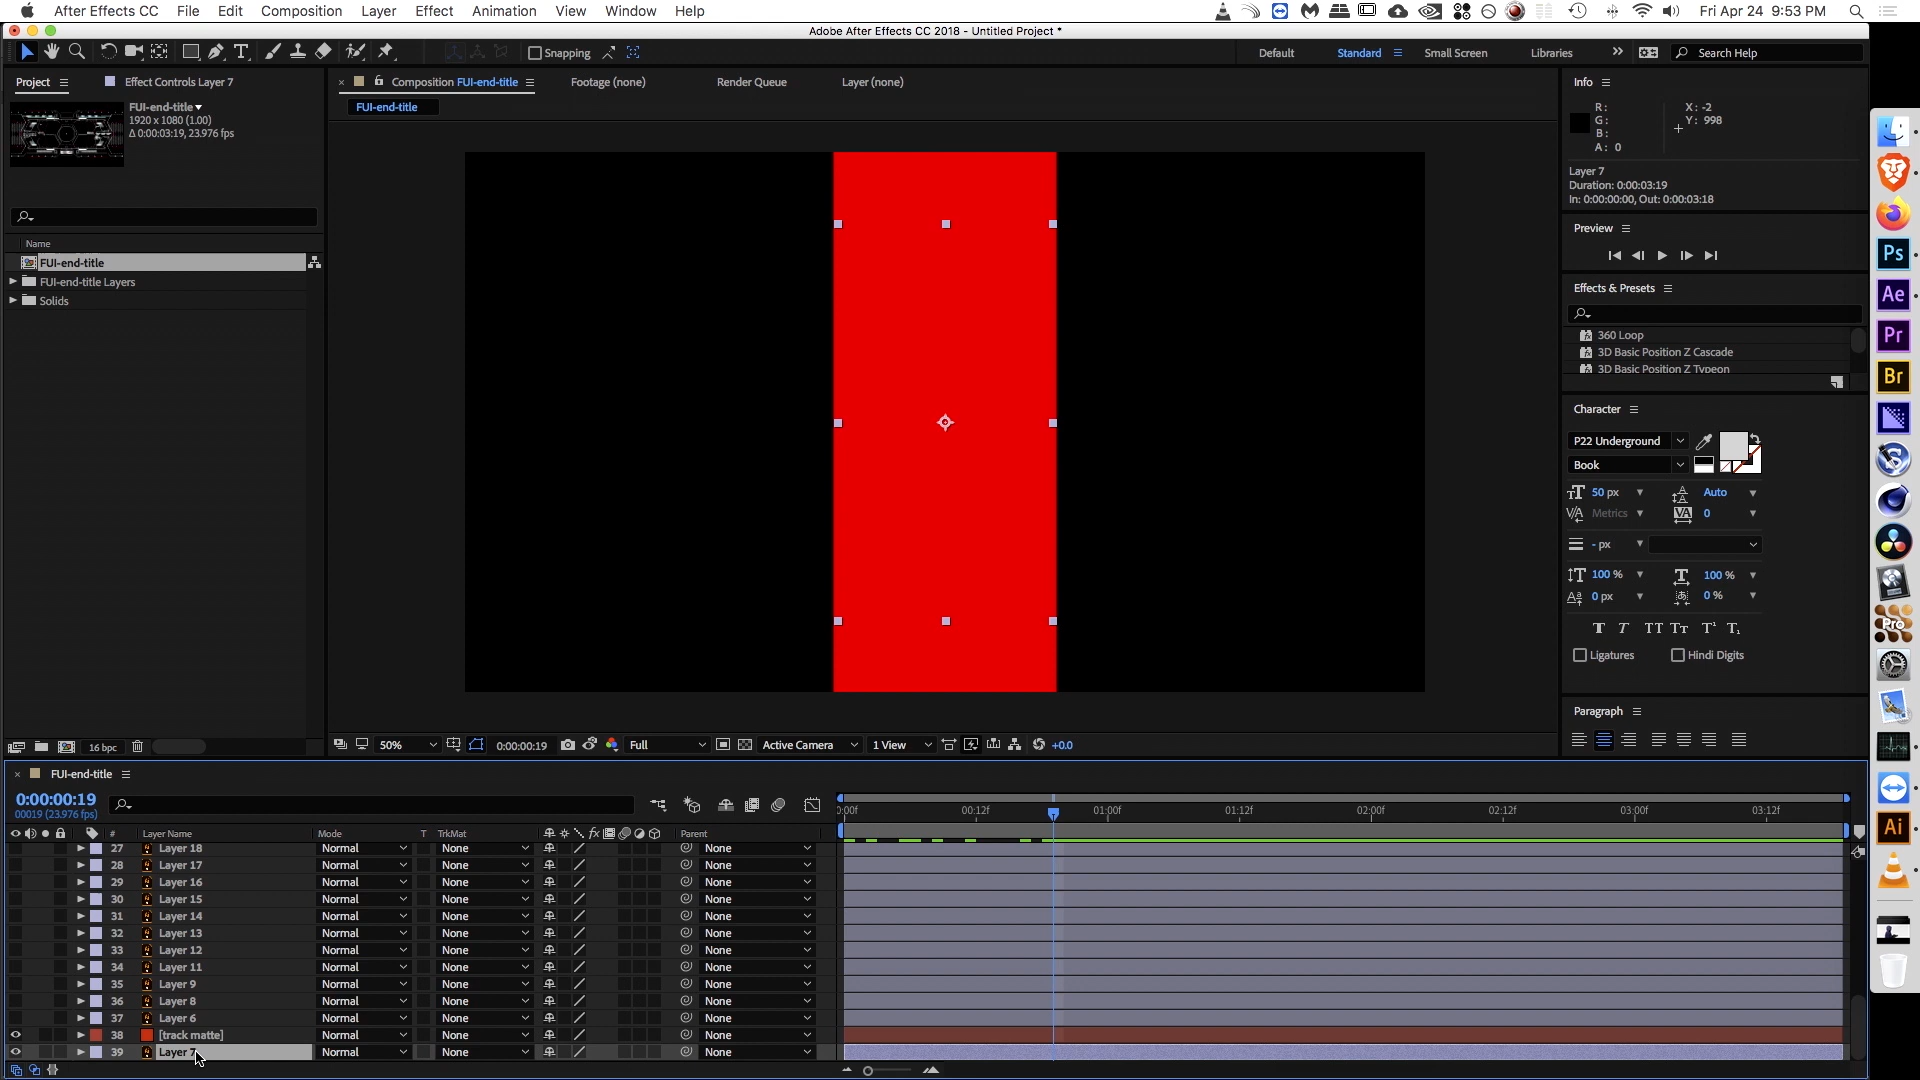 After Effects CC File Edit Composition Layer Effect Animation View Window Help
Fri Apr 24 9:53 PM
Adobe After Effects CC 2018 - Untitled Project *
Snapping
Default Standard Small Screen Libraries Search Help
Project Effect Controls Layer 7
Composition FUI-end-title Footage (none) Render Queue Layer (none)
FUI-end-title
FUI-end-title
1920 x 1080 (1.00)
Δ 0:00:03:19, 23.976 fps
Name
FUI-end-title
FUI-end-title Layers
Solids
16 bpc
50% 0:00:00:19 Full Active Camera 1 View +0.0
Info
R:
G:
B:
A: 0
X: -2
Y: 998
Layer 7
Duration: 0:00:03:19
In: 0:00:00:00, Out: 0:00:03:18
Preview
Effects & Presets
360 Loop
3D Basic Position Z Cascade
3D Basic Position Z Typeon
Character
P22 Underground
Book
50 px Auto
Metrics 0
- px
100 % 100 %
0 px 0 %
Ligatures Hindi Digits
Paragraph
Ps
Ae
Pr
Br
Pro
Ai
FUI-end-title
0:00:00:19
00019 (23.976 fps)
0:00f 00:12f 01:00f 01:12f 02:00f 02:12f 03:00f 03:12f
# Layer Name Mode T TrkMat Parent
27 Layer 18 Normal None None
28 Layer 17 Normal None None
29 Layer 16 Normal None None
30 Layer 15 Normal None None
31 Layer 14 Normal None None
32 Layer 13 Normal None None
33 Layer 12 Normal None None
34 Layer 11 Normal None None
35 Layer 9 Normal None None
36 Layer 8 Normal None None
37 Layer 6 Normal None None
38 [track matte] Normal None None
39 Layer 7 Normal None None